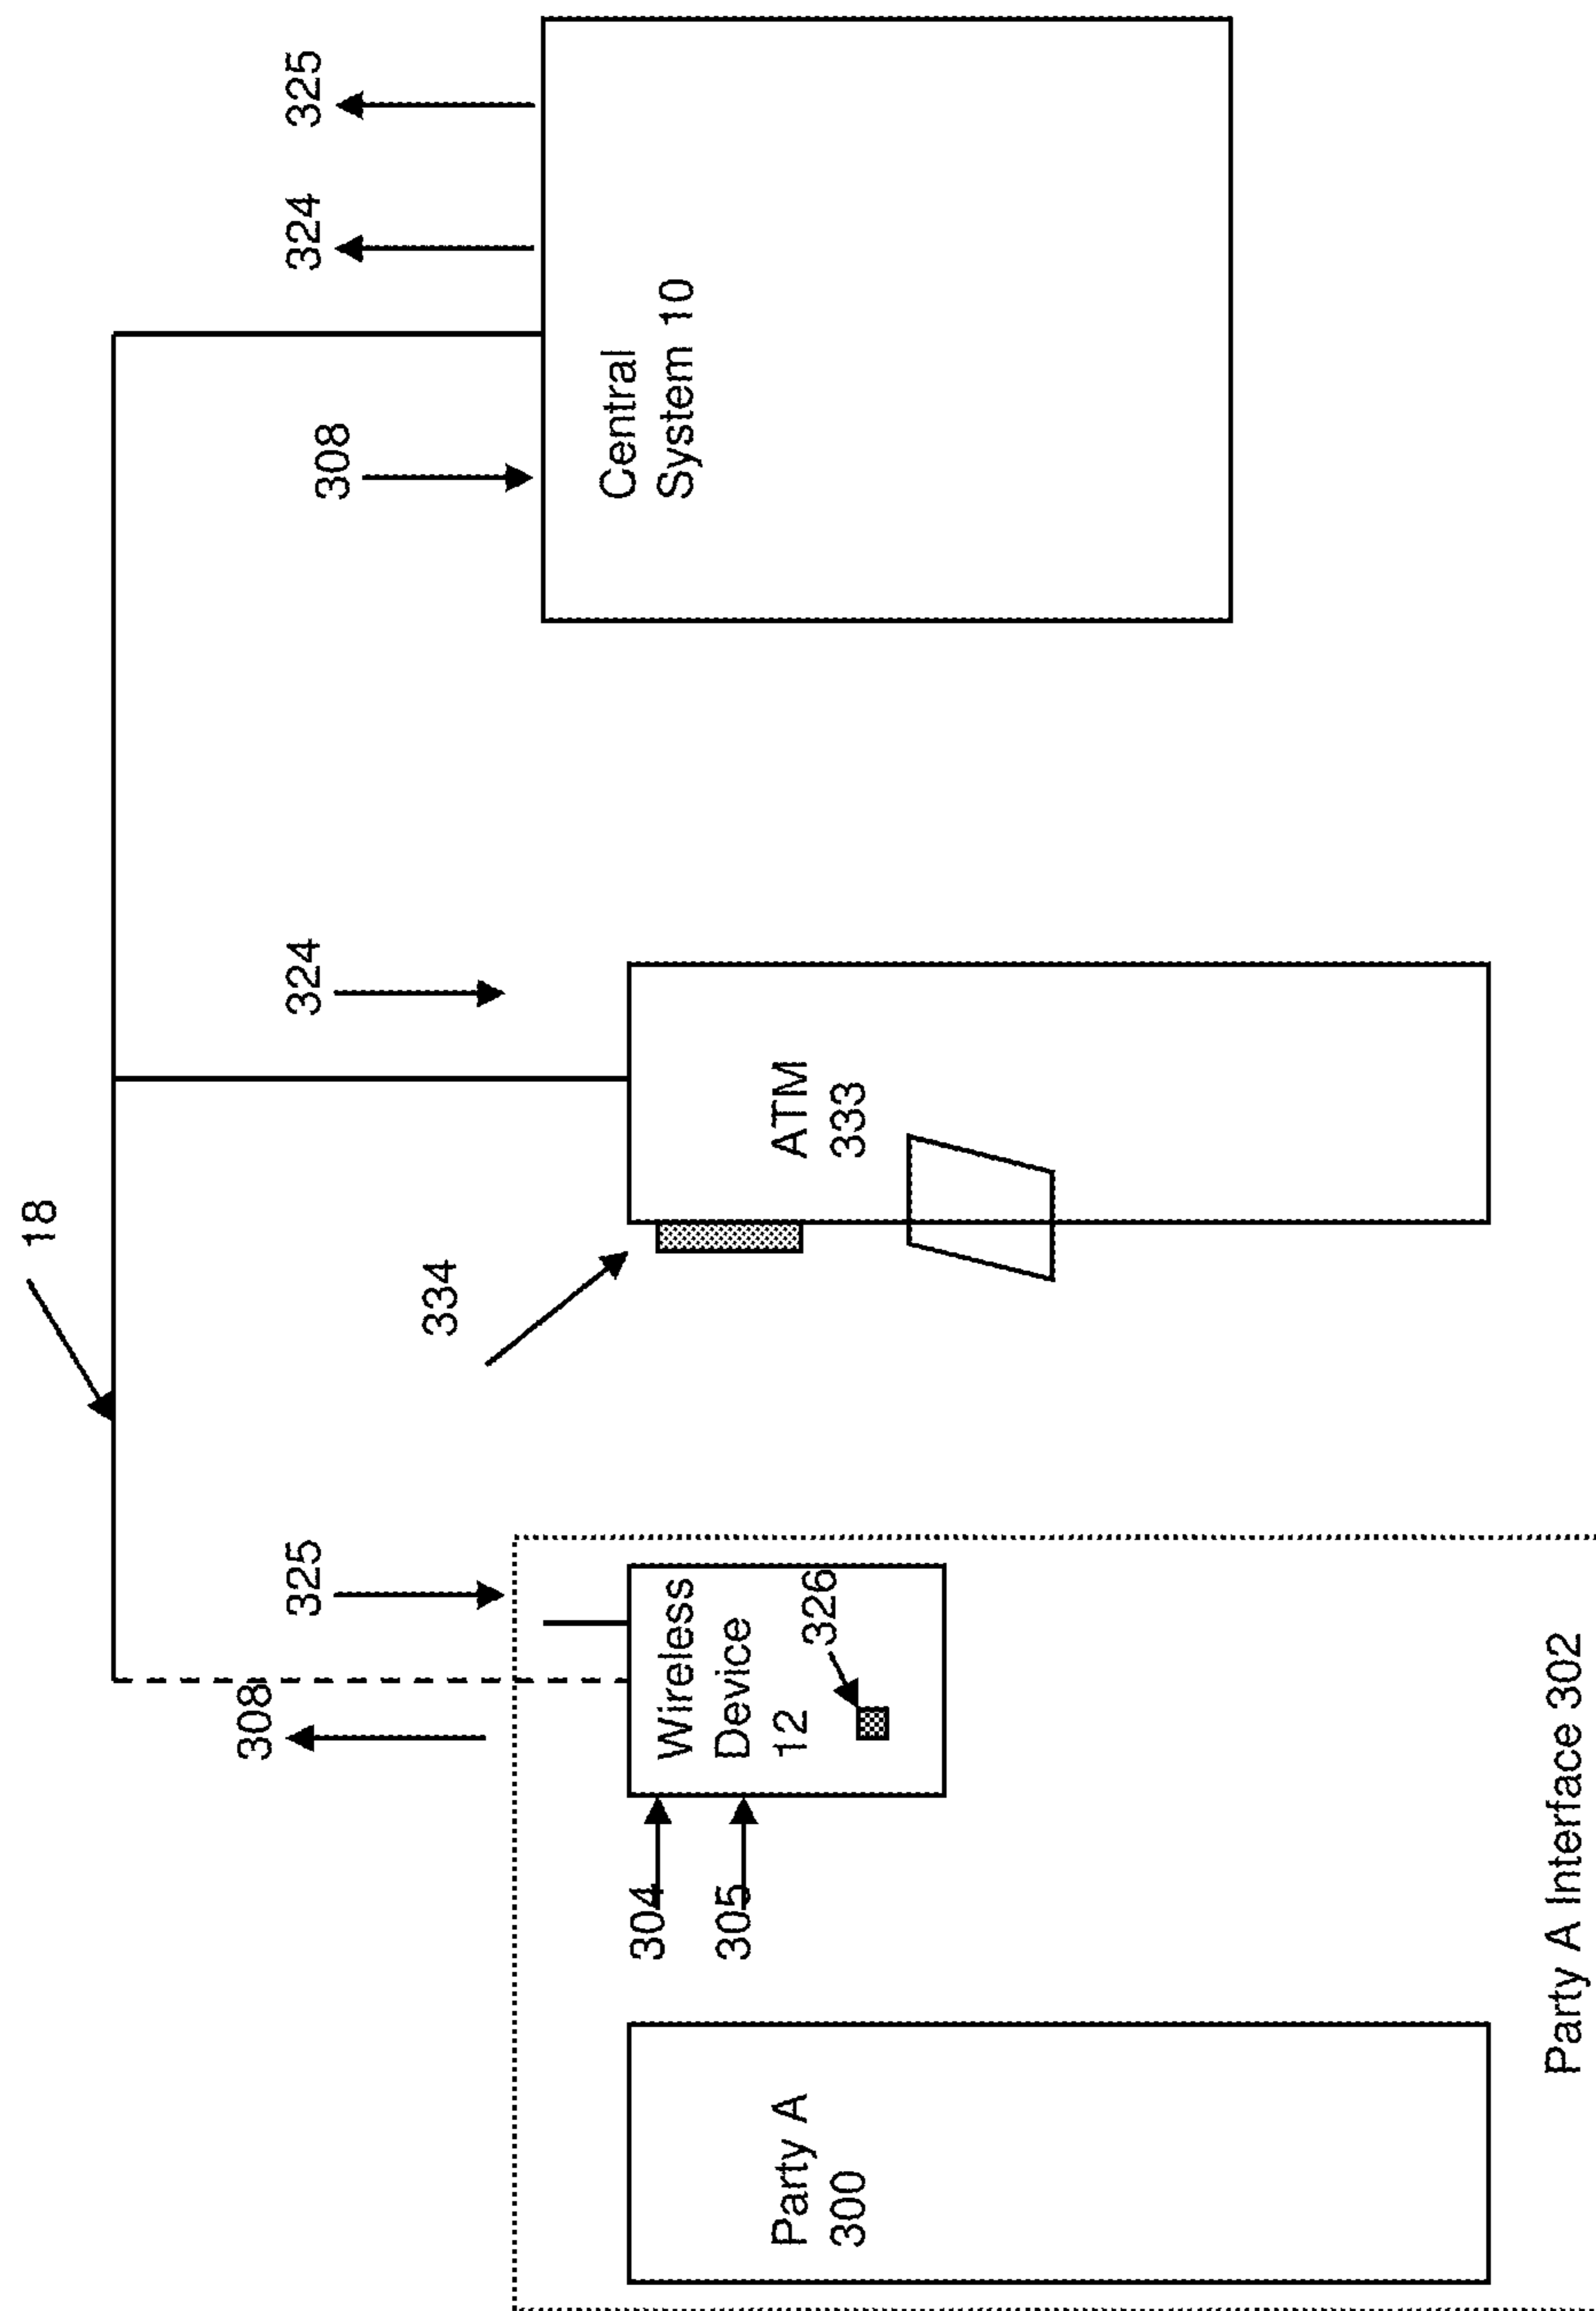 18
308
325
324
308
324
325
334
304
305
Wireless
Device
12
326
ATM
333
Central
System 10
Party A
300
Party A Interface 302